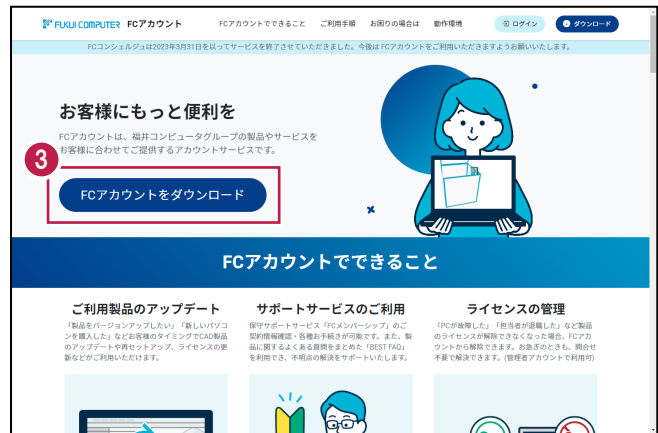 FUKUI COMPUTER FCアカウント FCアカウントでできること ご利用手順 お困りの場合は 動作環境 ログイン ダウンロード
FCコンシェルジュは2023年3月31日を以ってサービスを終了させていただきました。今後はFCアカウントをご利用いただきますようお願いいたします。
お客様にもっと便利を
FCアカウントは、福井コンピュータグループの製品やサービスを
お客様に合わせてご提供するアカウントサービスです。
3
FCアカウントをダウンロード
FCアカウントでできること
ご利用製品のアップデート
「製品をバージョンアップしたい」「新しいパソコ
ンを購入した」などお客様のタイミングでCAD製品
のアップデートや再セットアップ、ライセンスの更
新などがご利用いただけます。
サポートサービスのご利用
保守サポートサービス「FCメンバーシップ」のご
契約情報確認・各種お手続きが可能です。また、製
品に関するよくある質問をまとめた「BEST FAQ」
を利用でき、不明点の解決をサポートいたします。
ライセンスの管理
「PCが故障した」「担当者が退職した」など製品
のライセンスが解除できなくなった場合、FCアカ
ウントから解除できます。お急ぎのときも、問合せ
不要で解決できます。(管理者アカウントで利用可)